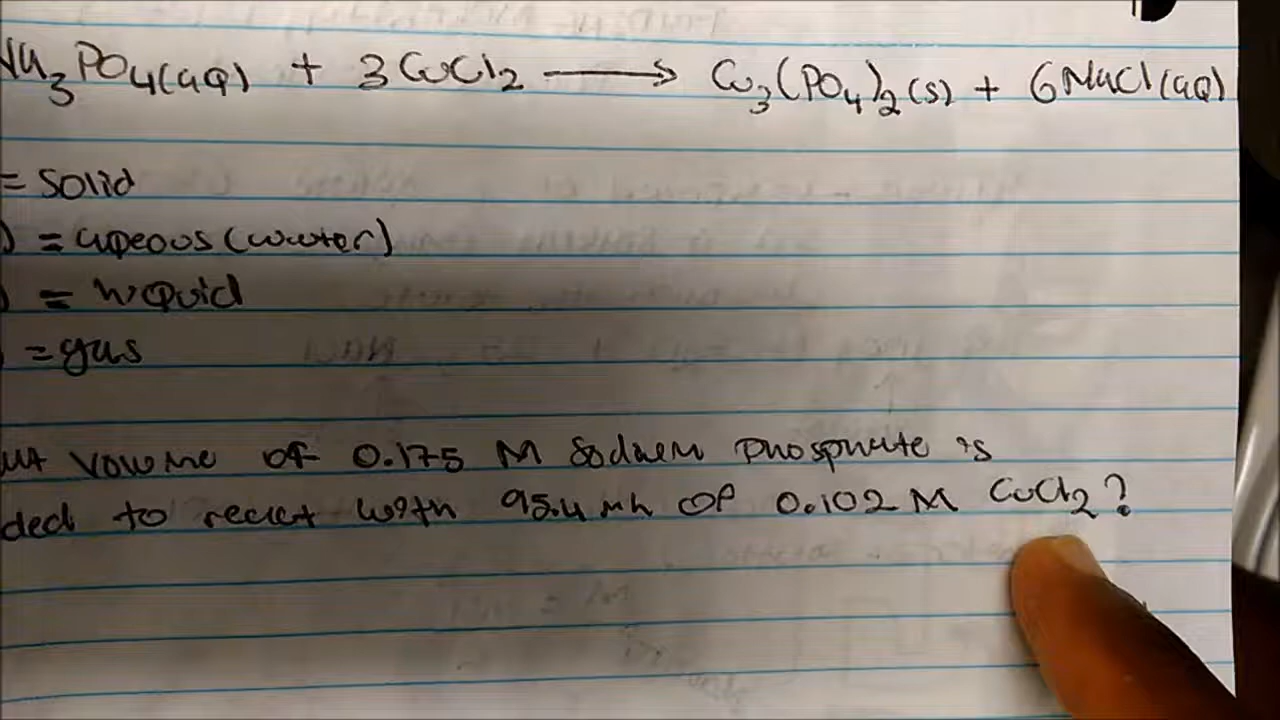 Na₃PO₄(aq) + 3CuCl₂ → Cu₃(PO₄)₂(s) + 6NaCl(aq)
= Solid
) = aqueous (water)
) = liquid
) = gas
volume of 0.175 M Sodium phosphate is
ded to react with 95.4 mL of 0.102 M CuCl₂?